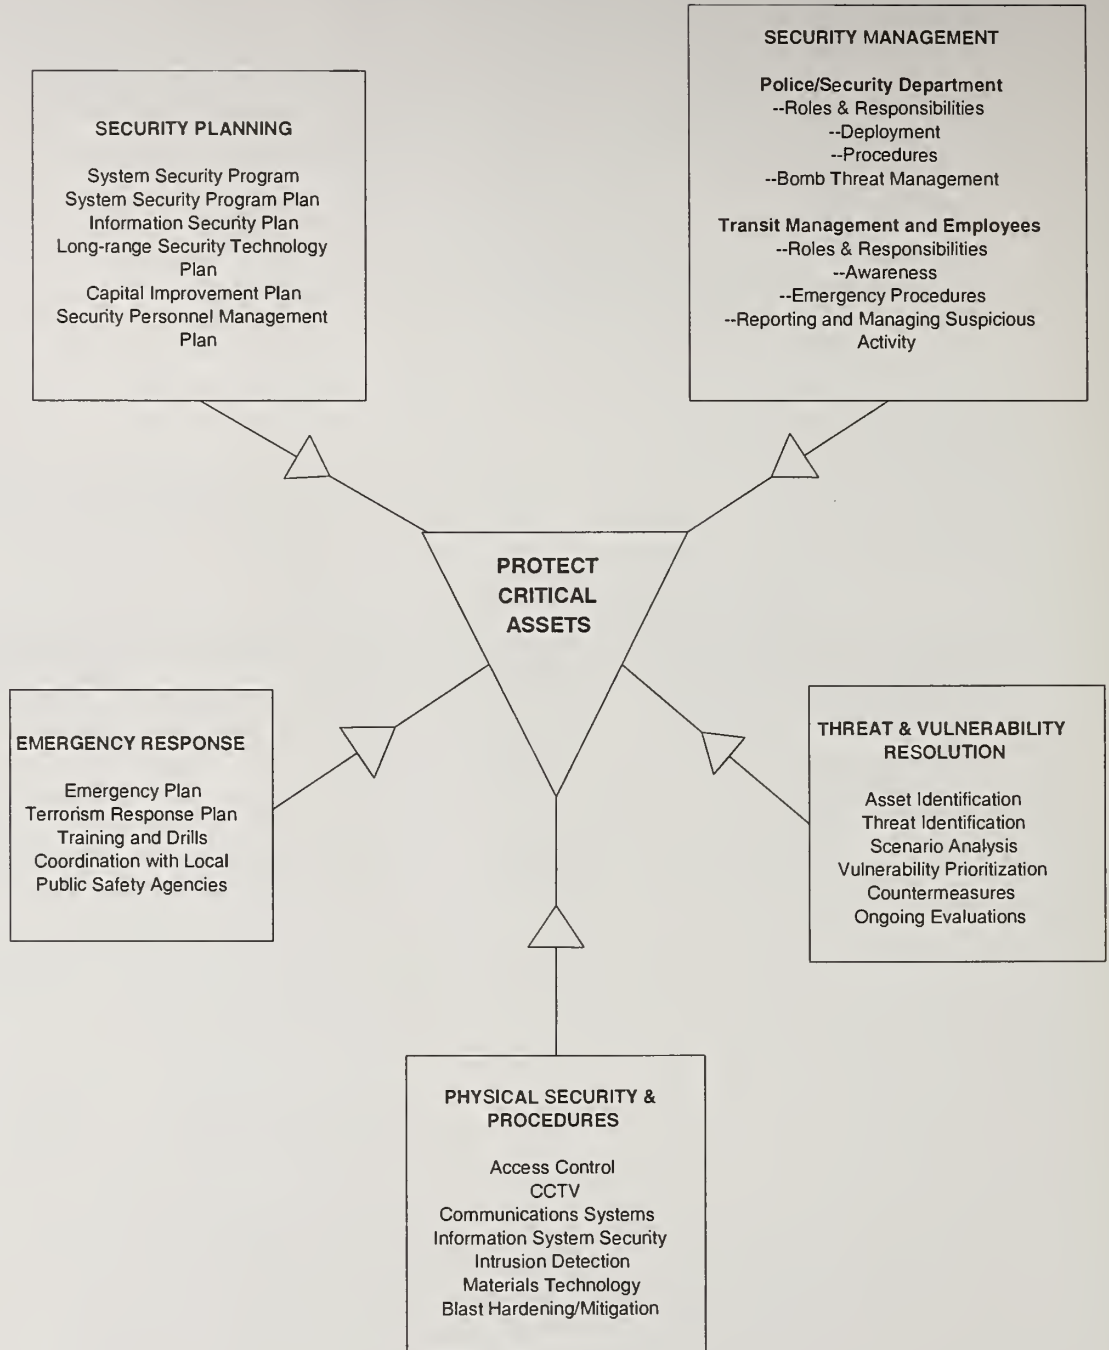 SECURITY PLANNING
System Security Program
System Security Program Plan
Information Security Plan
Long-range Security Technology
Plan
Capital Improvement Plan
Security Personnel Management
Plan
SECURITY MANAGEMENT
Police/Security Department
--Roles & Responsibilities
--Deployment
--Procedures
--Bomb Threat Management
Transit Management and Employees
--Roles & Responsibilities
--Awareness
--Emergency Procedures
--Reporting and Managing Suspicious
Activity
PROTECT
CRITICAL
ASSETS
EMERGENCY RESPONSE
Emergency Plan
Terrorism Response Plan
Training and Drills
Coordination with Local
Public Safety Agencies
THREAT & VULNERABILITY
RESOLUTION
Asset Identification
Threat Identification
Scenario Analysis
Vulnerability Prioritization
Countermeasures
Ongoing Evaluations
PHYSICAL SECURITY &
PROCEDURES
Access Control
CCTV
Communications Systems
Information System Security
Intrusion Detection
Materials Technology
Blast Hardening/Mitigation